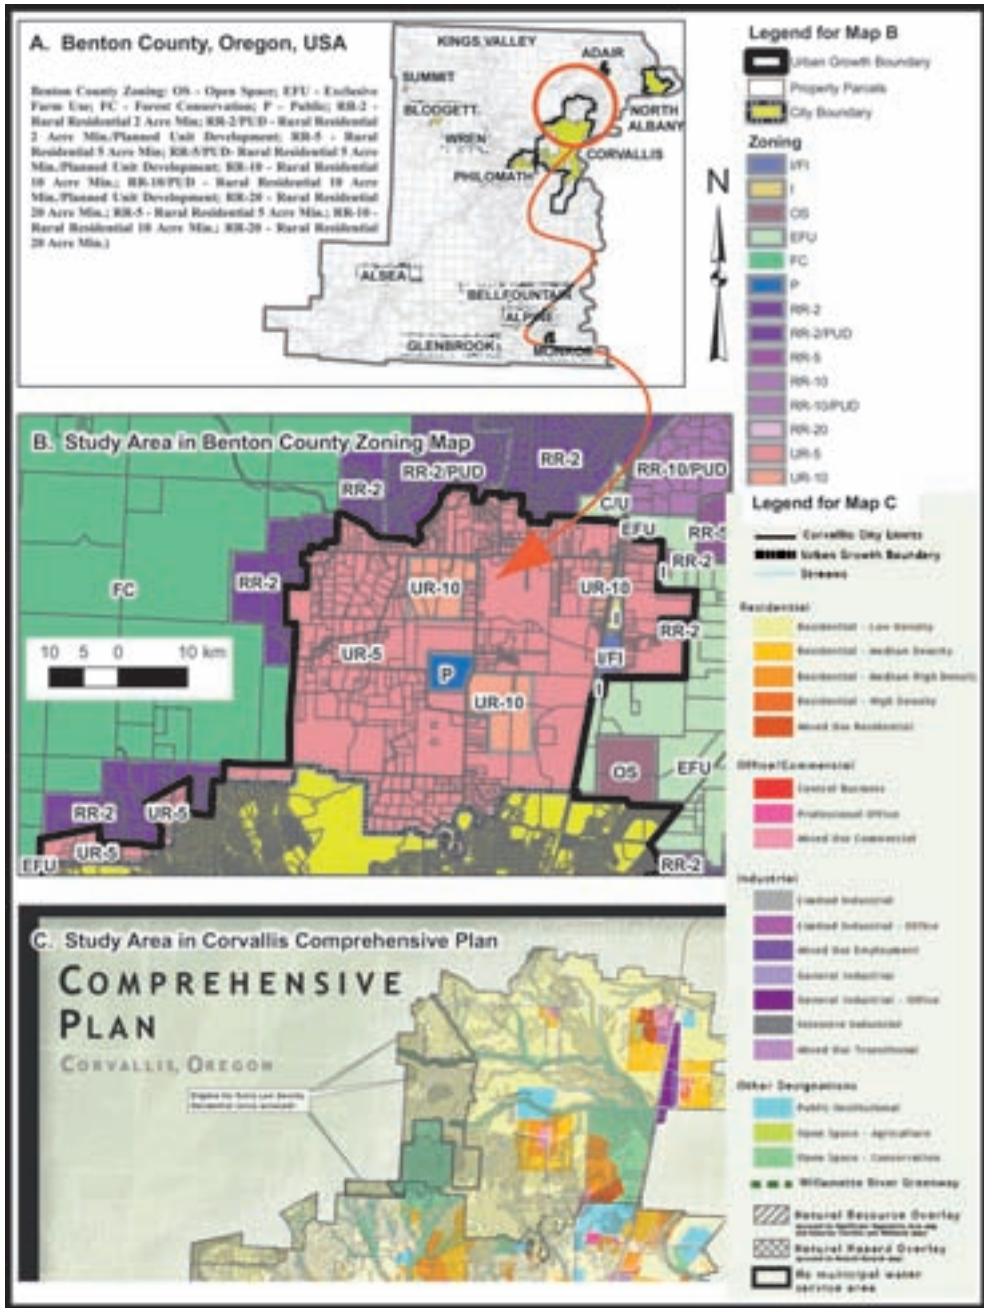 A. Benton County, Oregon, USA
Benton County Zoning: OS - Open Space; EFU - Exclusive
Farm Use; FC - Forest Conservation; P - Public; RR-2 -
Rural Residential 2 Acre Min; RR-2/PUD - Rural Residential
2 Acre Min./Planned Unit Development; RR-5 - Rural
Residential 5 Acre Min; RR-5/PUD- Rural Residential 5 Acre
Min./Planned Unit Development; RR-10 - Rural Residential
10 Acre Min.; RR-10/PUD - Rural Residential 10 Acre
Min./Planned Unit Development; RR-20 - Rural Residential
20 Acre Min.; RR-5 - Rural Residential 5 Acre Min.; RR-10 -
Rural Residential 10 Acre Min.; RR-20 - Rural Residential
20 Acre Min.)
KINGS VALLEY
ADAIR
SUMMIT
BLODGETT
NORTH
ALBANY
WREN
CORVALLIS
PHILOMATH
ALSEA
BELLFOUNTAIN
ALPINE
GLENBROOK
MONROE
N
Legend for Map B
Urban Growth Boundary
Property Parcels
City Boundary
Zoning
I/FI
I
OS
EFU
FC
P
RR-2
RR-2/PUD
RR-5
RR-10
RR-10/PUD
RR-20
UR-5
UR-10
B. Study Area in Benton County Zoning Map
RR-2
RR-2/PUD
RR-2
RR-10/PUD
C/U
EFU
RR-5
RR-2
I
FC
RR-2
UR-10
UR-10
I
RR-2
UR-5
I/FI
P
I
UR-10
10 5 0 10 km
OS
EFU
RR-2
UR-5
UR-5
EFU
RR-2
Legend for Map C
Corvallis City Limits
Urban Growth Boundary
Streams
Residential
Residential - Low Density
Residential - Medium Density
Residential - Medium High Density
Residential - High Density
Mixed Use Residential
Office/Commercial
Central Business
Professional Office
Mixed Use Commercial
Industrial
Limited Industrial
Limited Industrial - Office
Mixed Use Employment
General Industrial
General Industrial - Office
Intensive Industrial
Mixed Use Transitional
Other Designations
Public Institutional
Open Space - Agriculture
Open Space - Conservation
Willamette River Greenway
Natural Resource Overlay
Natural Hazard Overlay
No municipal water
service area
C. Study Area in Corvallis Comprehensive Plan
COMPREHENSIVE
PLAN
CORVALLIS, OREGON